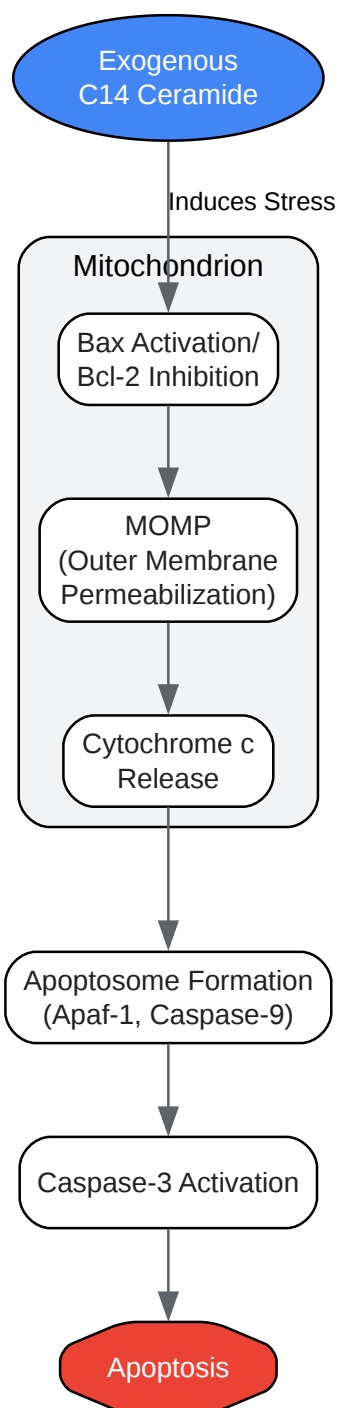 Exogenous
C14 Ceramide
Induces Stress
Mitochondrion
Bax Activation/
Bcl-2 Inhibition
MOMP
(Outer Membrane
Permeabilization)
Cytochrome c
Release
Apoptosome Formation
(Apaf-1, Caspase-9)
Caspase-3 Activation
Apoptosis